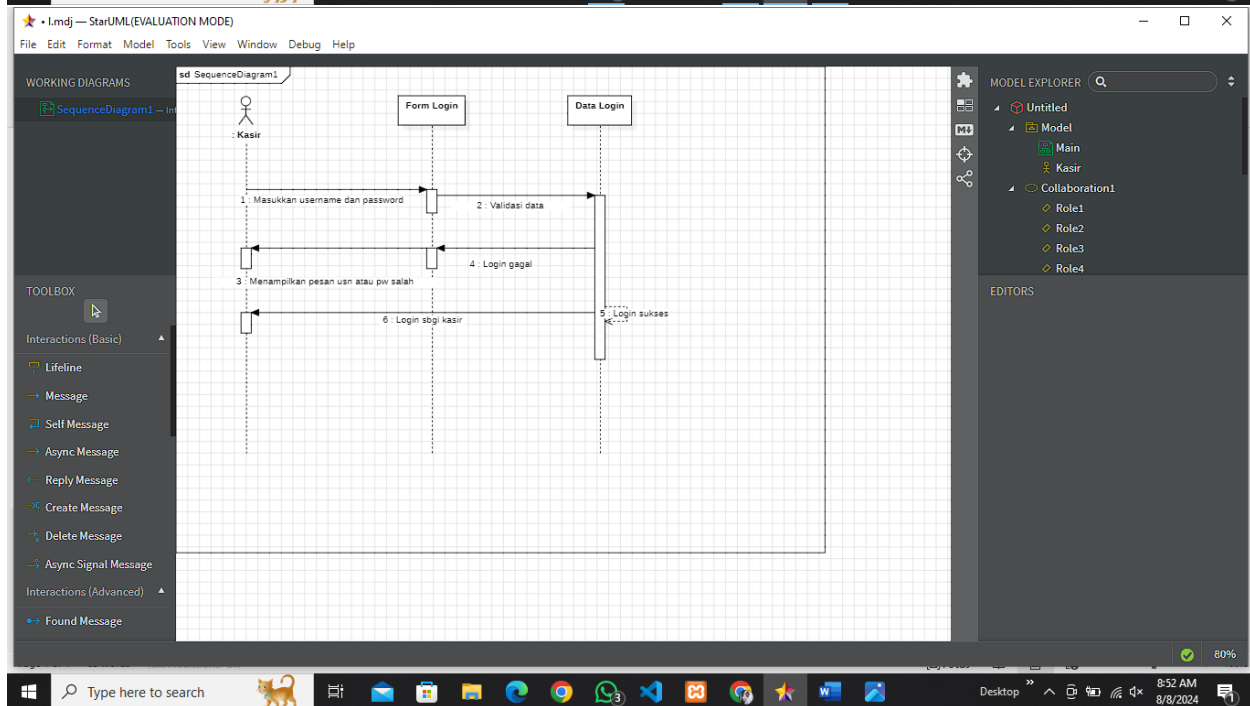 • I.mdj — StarUML(EVALUATION MODE)
File Edit Format Model Tools View Window Debug Help
WORKING DIAGRAMS
SequenceDiagram1 — Int
sd SequenceDiagram1
: Kasir
Form Login
Data Login
1 : Masukkan username dan password
2 : Validasi data
4 : Login gagal
3 : Menampilkan pesan usn atau pw salah
5 : Login sukses
6 : Login sbgi kasir
TOOLBOX
Interactions (Basic)
Lifeline
Message
Self Message
Async Message
Reply Message
Create Message
Delete Message
Async Signal Message
Interactions (Advanced)
Found Message
MODEL EXPLORER
Untitled
Model
Main
Kasir
Collaboration1
Role1
Role2
Role3
Role4
EDITORS
80%
Type here to search
3
Desktop
8:52 AM
8/8/2024
1